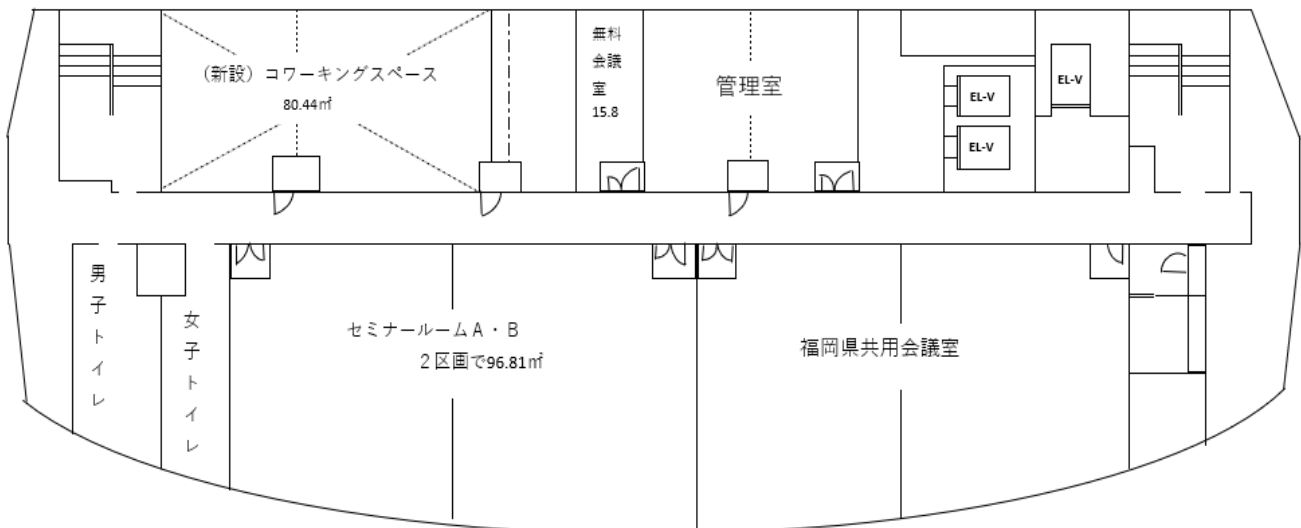 （新設）コワーキングスペース
80.44㎡
無料
会議
室
15.8
管理室
EL-V
EL-V
EL-V
男子トイレ
女子トイレ
セミナールームＡ・Ｂ
２区画で96.81㎡
福岡県共用会議室